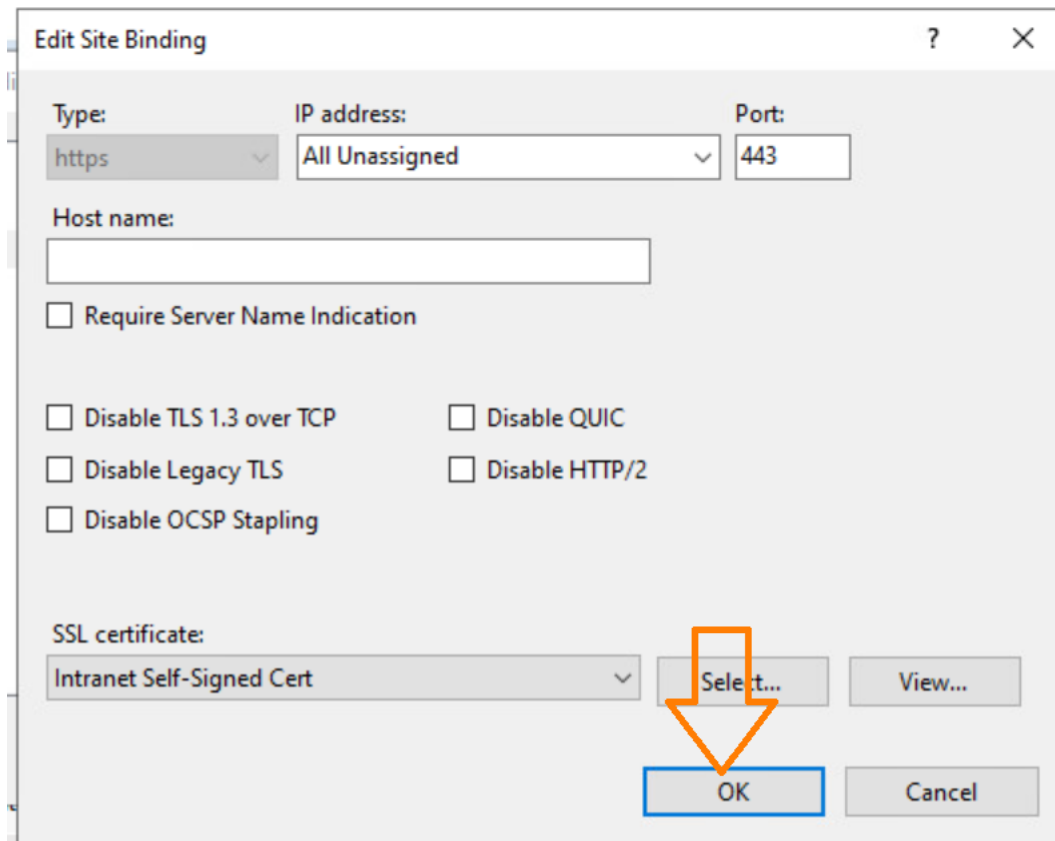 Edit Site Binding ? 
Type: IP address: Port:
https All Unassigned 443
Host name:
Require Server Name Indication
Disable TLS 1.3 over TCP Disable QUIC
Disable Legacy TLS Disable HTTP/2
Disable OCSP Stapling
SSL certificate:
Intranet Self-Signed Cert Select... View...
OK Cancel